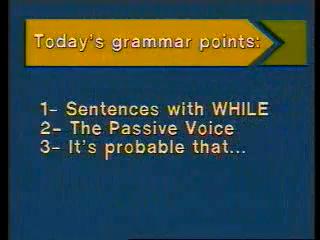 Today's grammar points:
1- Sentences with WHILE
2- The Passive Voice
3- It's probable that...